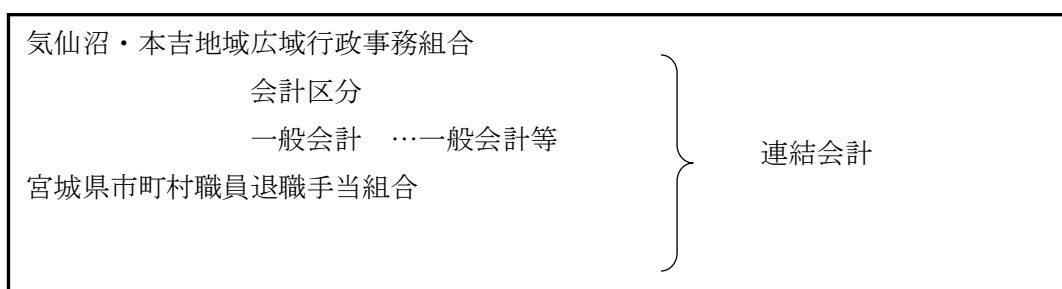 気仙沼・本吉地域広域行政事務組合
会計区分
一般会計　…一般会計等
連結会計
宮城県市町村職員退職手当組合